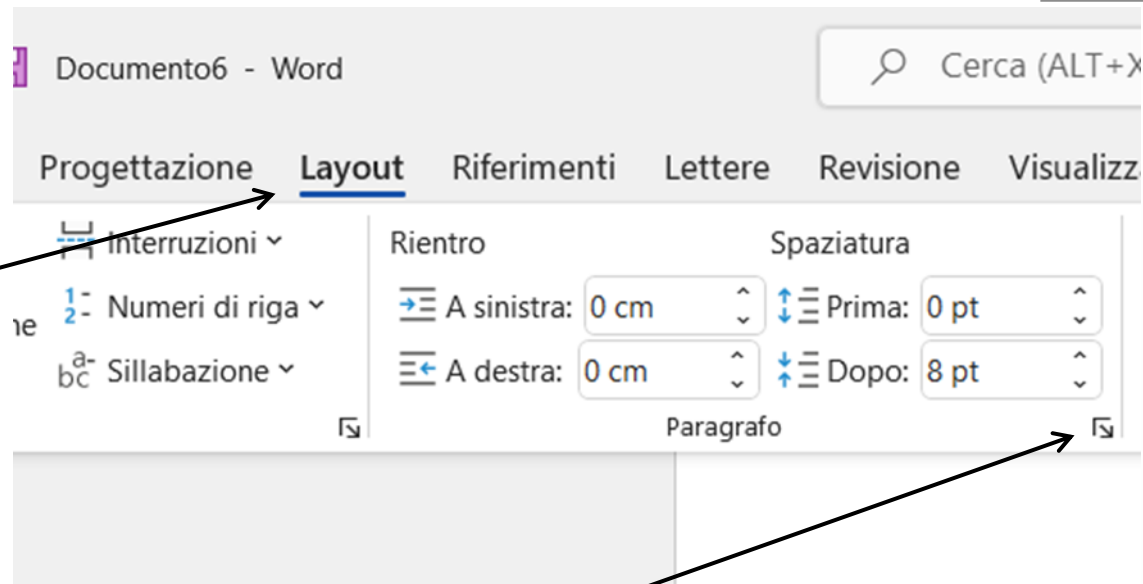 Documento6 - Word
Cerca (ALT+X
Progettazione Layout Riferimenti Lettere Revisione Visualizz
Interruzioni
Numeri di riga
Sillabazione
Rientro
A sinistra: 0 cm
A destra: 0 cm
Spaziatura
Prima: 0 pt
Dopo: 8 pt
Paragrafo